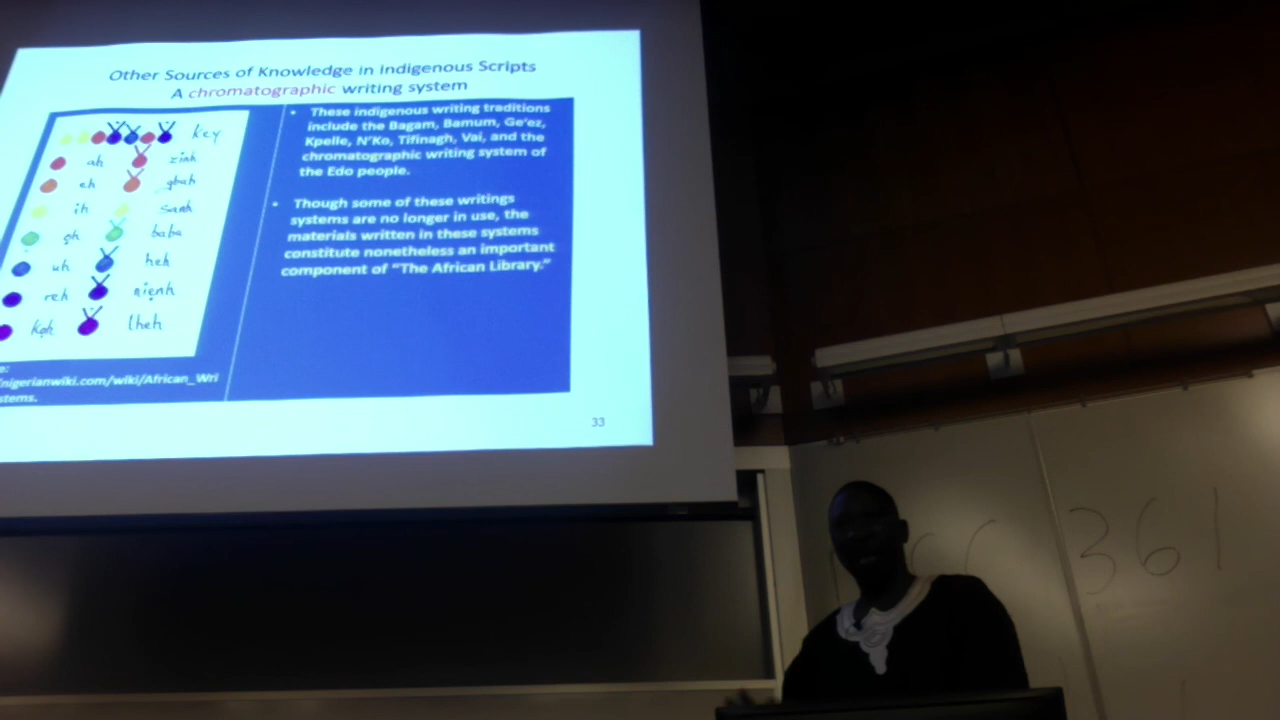 Other Sources of Knowledge in Indigenous Scripts
A chromatographic writing system
key
ah zinh
eh gbah
ih sanh
ọh baba
uh heh
reh nienh
kọh lheh
nigerianwiki.com/wiki/African_Wri
stems.
• These indigenous writing traditions
include the Bagam, Bamum, Ge'ez,
Kpelle, N'Ko, Tifinagh, Vai, and the
chromatographic writing system of
the Edo people.
• Though some of these writings
systems are no longer in use, the
materials written in these systems
constitute nonetheless an important
component of "The African Library."
33
361